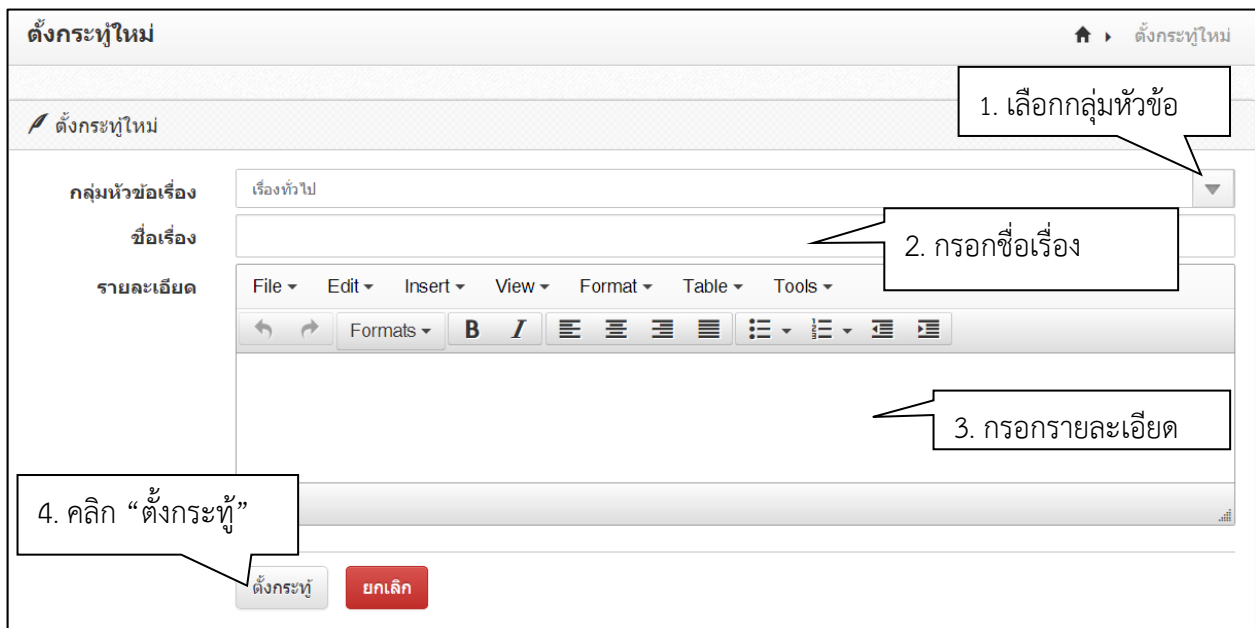 ตั้งกระทู้ใหม่
ตั้งกระทู้ใหม่
1. เลือกกลุ่มหัวข้อ
ตั้งกระทู้ใหม่
กลุ่มหัวข้อเรื่อง เรื่องทั่วไป
ชื่อเรื่อง
2. กรอกชื่อเรื่อง
รายละเอียด File Edit Insert View Format Table Tools
Formats B I
3. กรอกรายละเอียด
4. คลิก “ตั้งกระทู้”
ตั้งกระทู้ ยกเลิก